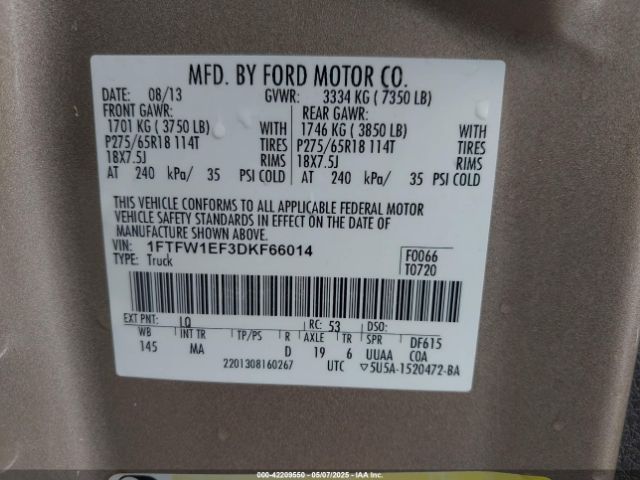 MFD. BY FORD MOTOR CO.
DATE: 08/13 GVWR: 3334 KG ( 7350 LB)
FRONT GAWR: REAR GAWR:
1701 KG ( 3750 LB) WITH 1746 KG ( 3850 LB) WITH
P275/65R18 114T TIRES P275/65R18 114T TIRES
18X7.5J RIMS 18X7.5J RIMS
AT 240 kPa/ 35 PSI COLD AT 240 kPa/ 35 PSI COLD
THIS VEHICLE CONFORMS TO ALL APPLICABLE FEDERAL MOTOR
VEHICLE SAFETY STANDARDS IN EFFECT ON THE DATE OF
MANUFACTURE SHOWN ABOVE.
VIN: 1FTFW1EF3DKF66014 F0066
TYPE: Truck T0720
EXT PNT: LQ RC: 53 DSO:
WB INT TR TP/PS R AXLE TR DF615
145 MA D 19 6 UUAA COA
2201308160267 UTC ▽5U5A-1520472-BA
000-42209550 - 05/07/2025 - IAA Inc.